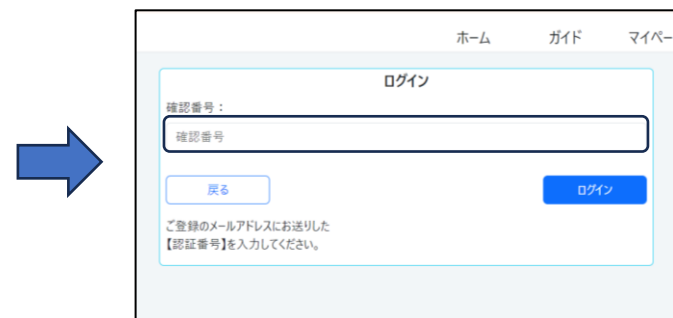 ホーム ガイド マイペー
ログイン
確認番号：
確認番号
戻る ログイン
ご登録のメールアドレスにお送りした
【認証番号】を入力してください。